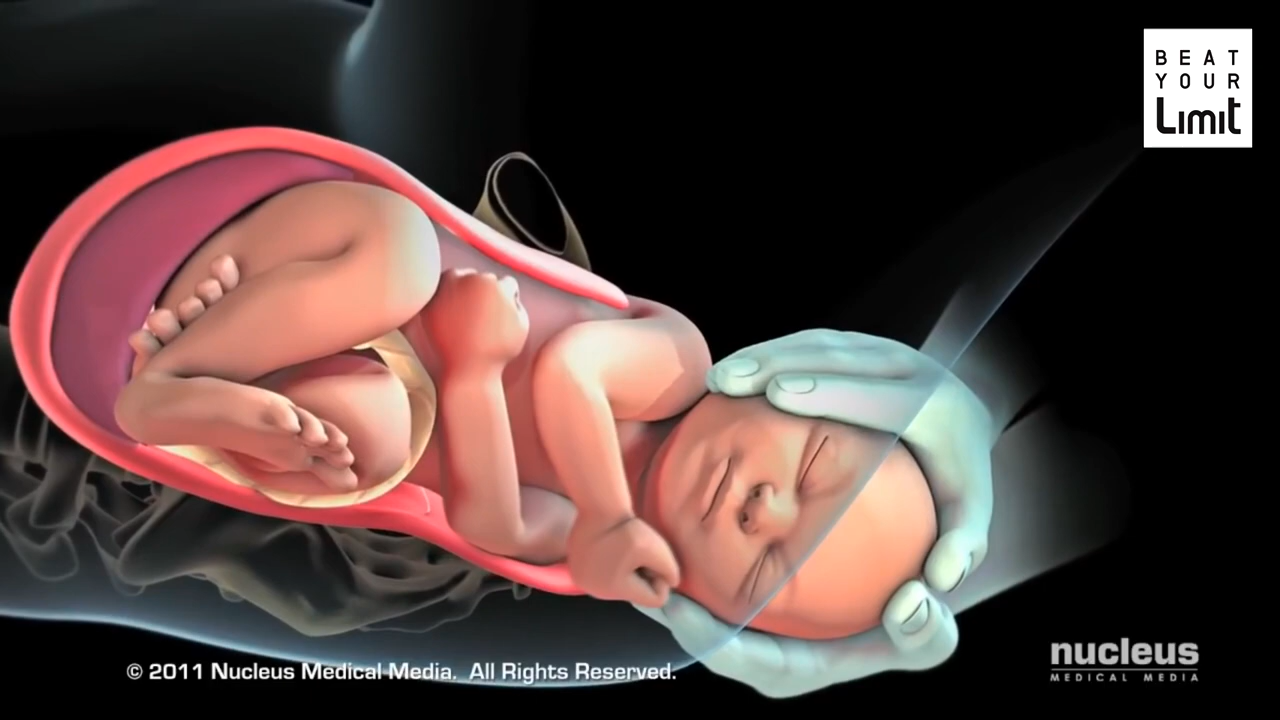 BEAT
YOUR
Limit
© 2011 Nucleus Medical Media. All Rights Reserved.
nucleus
MEDICAL MEDIA